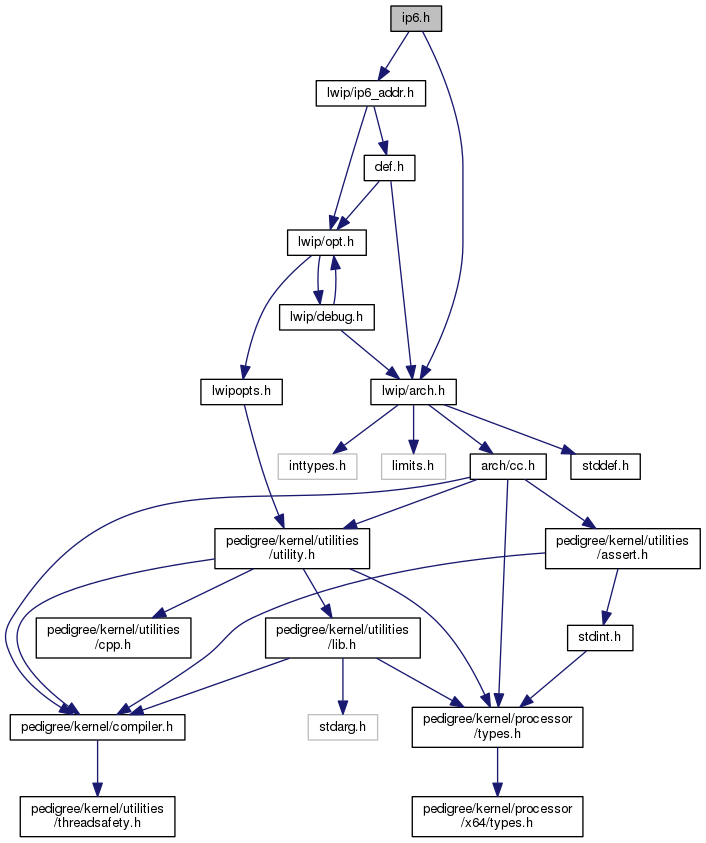 ip6.h
lwip/ip6_addr.h
def.h
lwip/opt.h
lwip/debug.h
lwipopts.h
lwip/arch.h
inttypes.h
limits.h
arch/cc.h
stddef.h
pedigree/kernel/utilities
/utility.h
pedigree/kernel/utilities
/assert.h
pedigree/kernel/utilities
/cpp.h
pedigree/kernel/utilities
/lib.h
stdint.h
pedigree/kernel/compiler.h
stdarg.h
pedigree/kernel/processor
/types.h
pedigree/kernel/utilities
/threadsafety.h
pedigree/kernel/processor
/x64/types.h